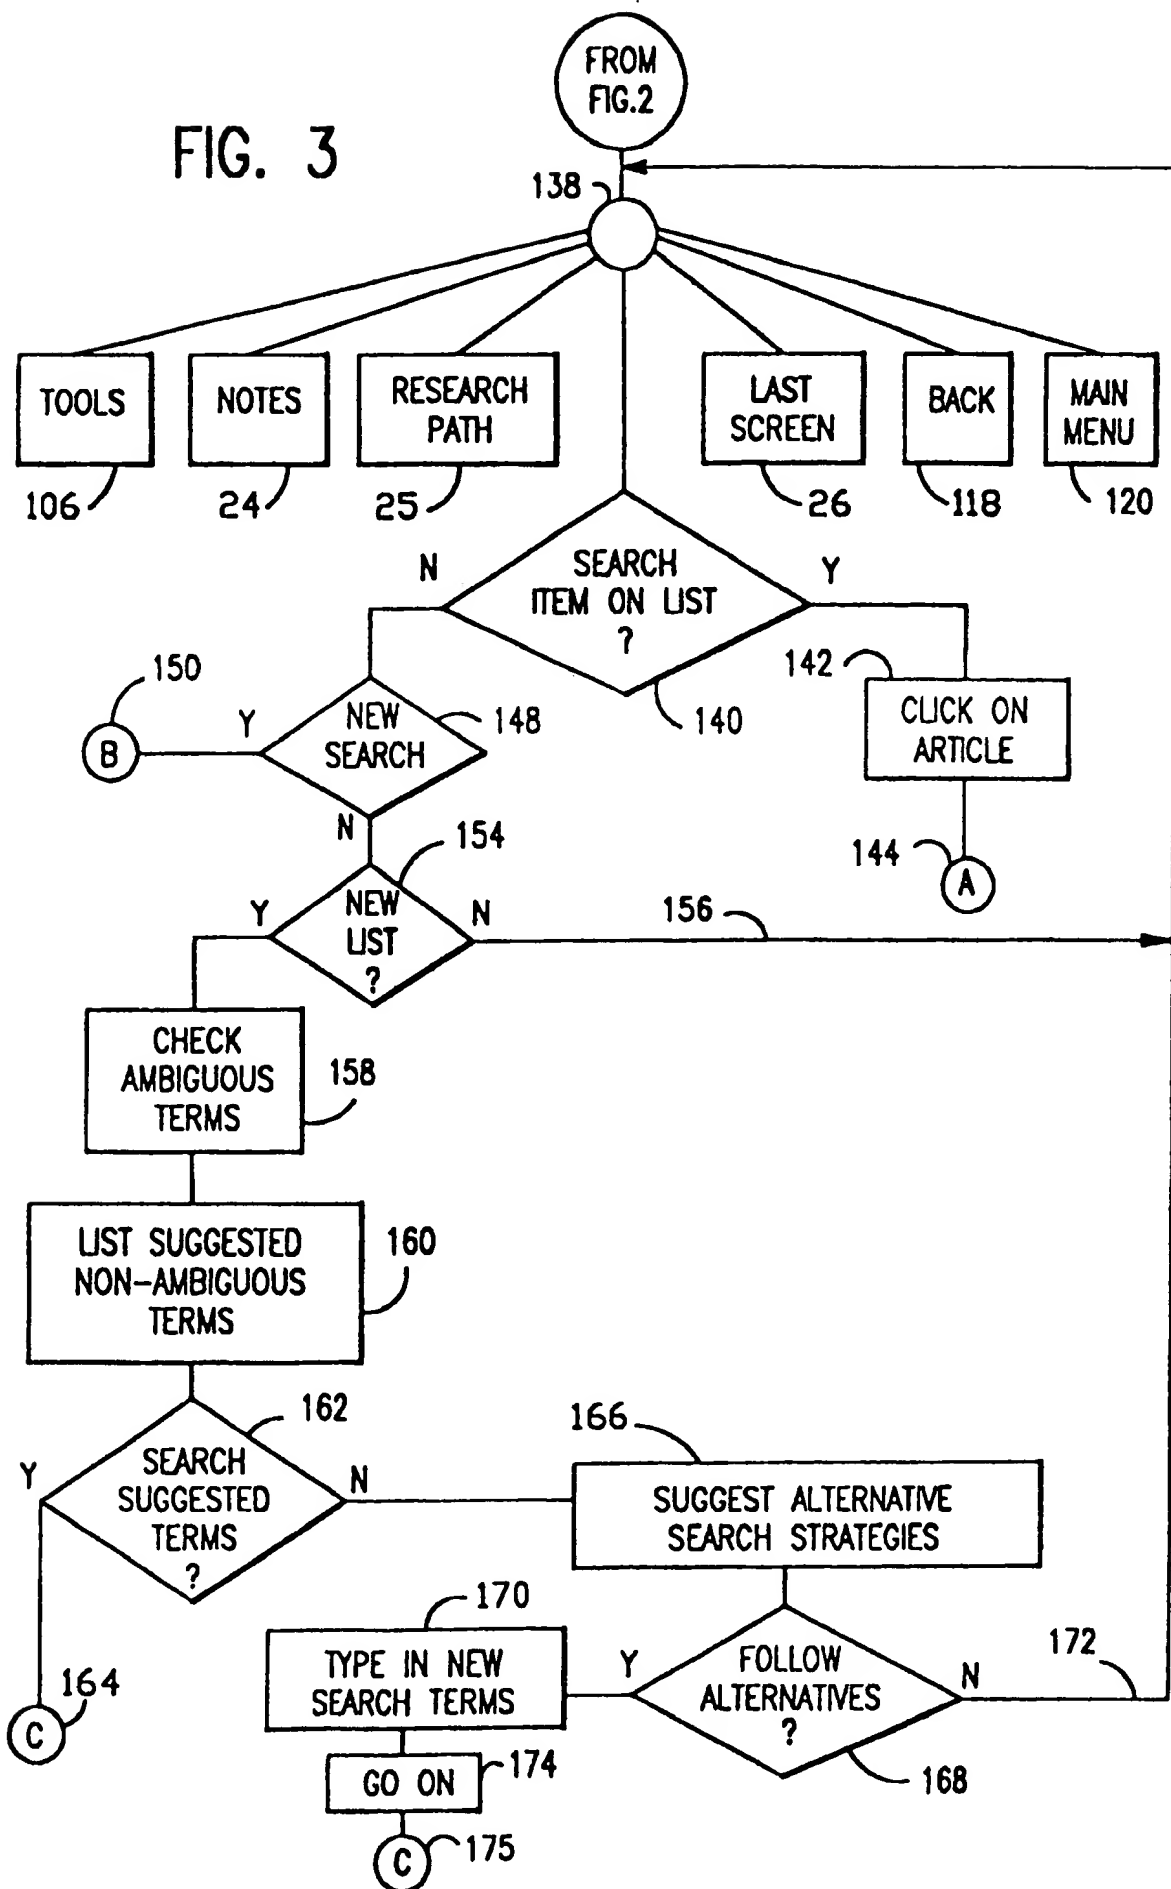 FROM
FIG.2
FIG. 3
138
TOOLS
NOTES
RESEARCH
PATH
LAST
SCREEN
BACK
MAIN
MENU
106
24
25
26
118
120
N
SEARCH
ITEM ON LIST
?
Y
140
142
CLICK ON
ARTICLE
144
A
150
B
Y
NEW
SEARCH
148
N
154
Y
NEW
LIST
?
N
156
CHECK
AMBIGUOUS
TERMS
158
LIST SUGGESTED
NON-AMBIGUOUS
TERMS
160
162
Y
SEARCH
SUGGESTED
TERMS
?
N
166
SUGGEST ALTERNATIVE
SEARCH STRATEGIES
164
C
170
TYPE IN NEW
SEARCH TERMS
Y
FOLLOW
ALTERNATIVES
?
N
172
168
GO ON
174
C
175